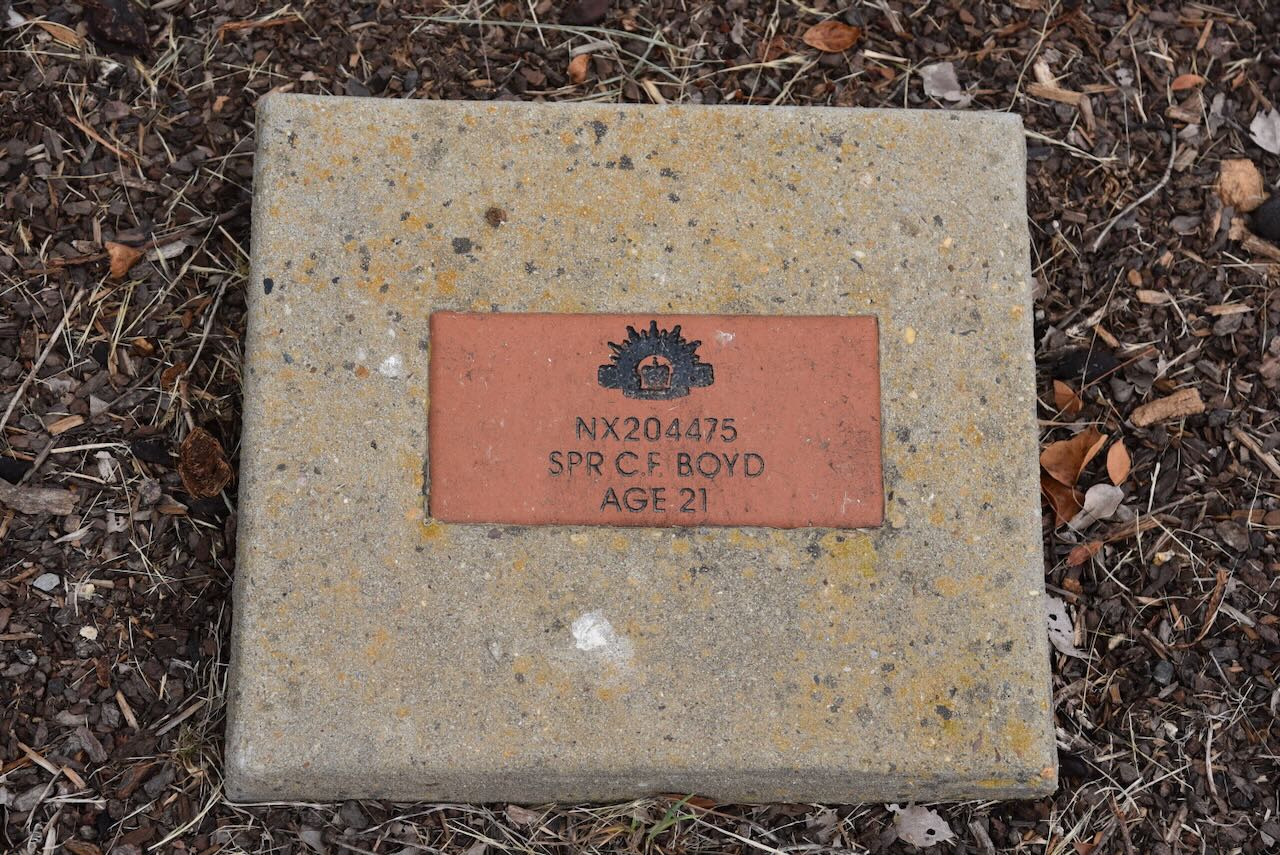 NX204475
SPR C.F. BOYD
AGE 21